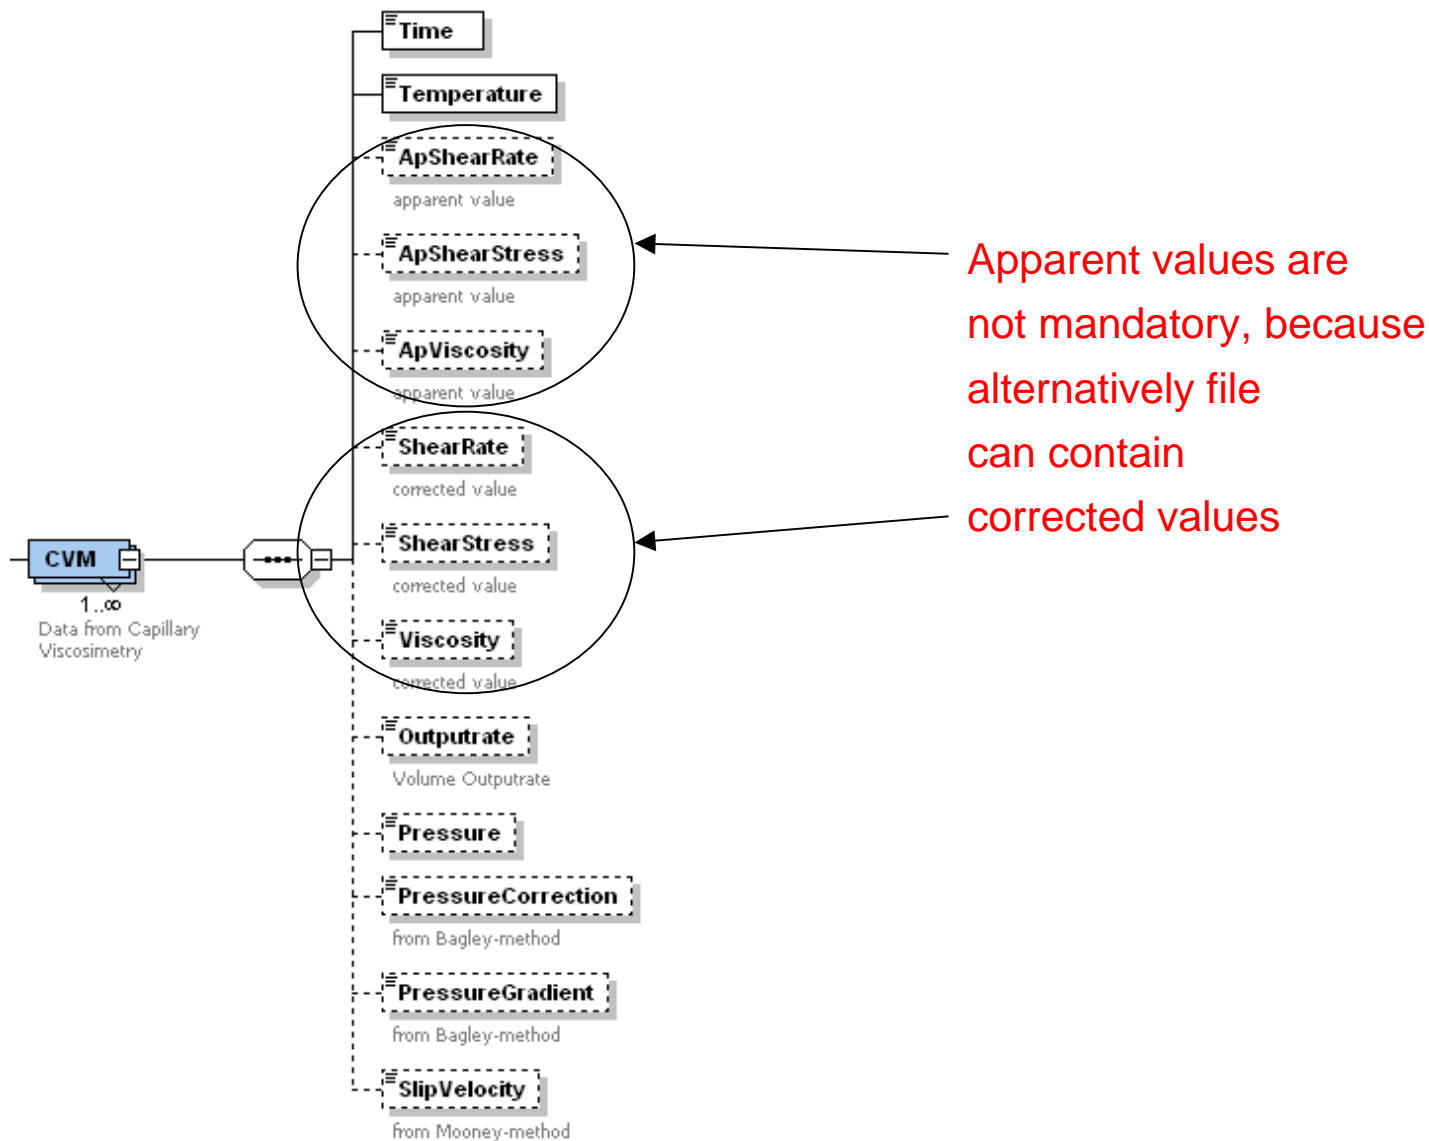 Time
Temperature
ApShearRate
apparent value
ApShearStress
apparent value
ApViscosity
apparent value
ShearRate
corrected value
ShearStress
corrected value
Viscosity
corrected value
Outputrate
Volume Outputrate
Pressure
PressureCorrection
from Bagley-method
PressureGradient
from Bagley-method
SlipVelocity
from Mooney-method
CVM
1..∞
Data from Capillary
Viscosimetry
Apparent values are
not mandatory, because
alternatively file
can contain
corrected values